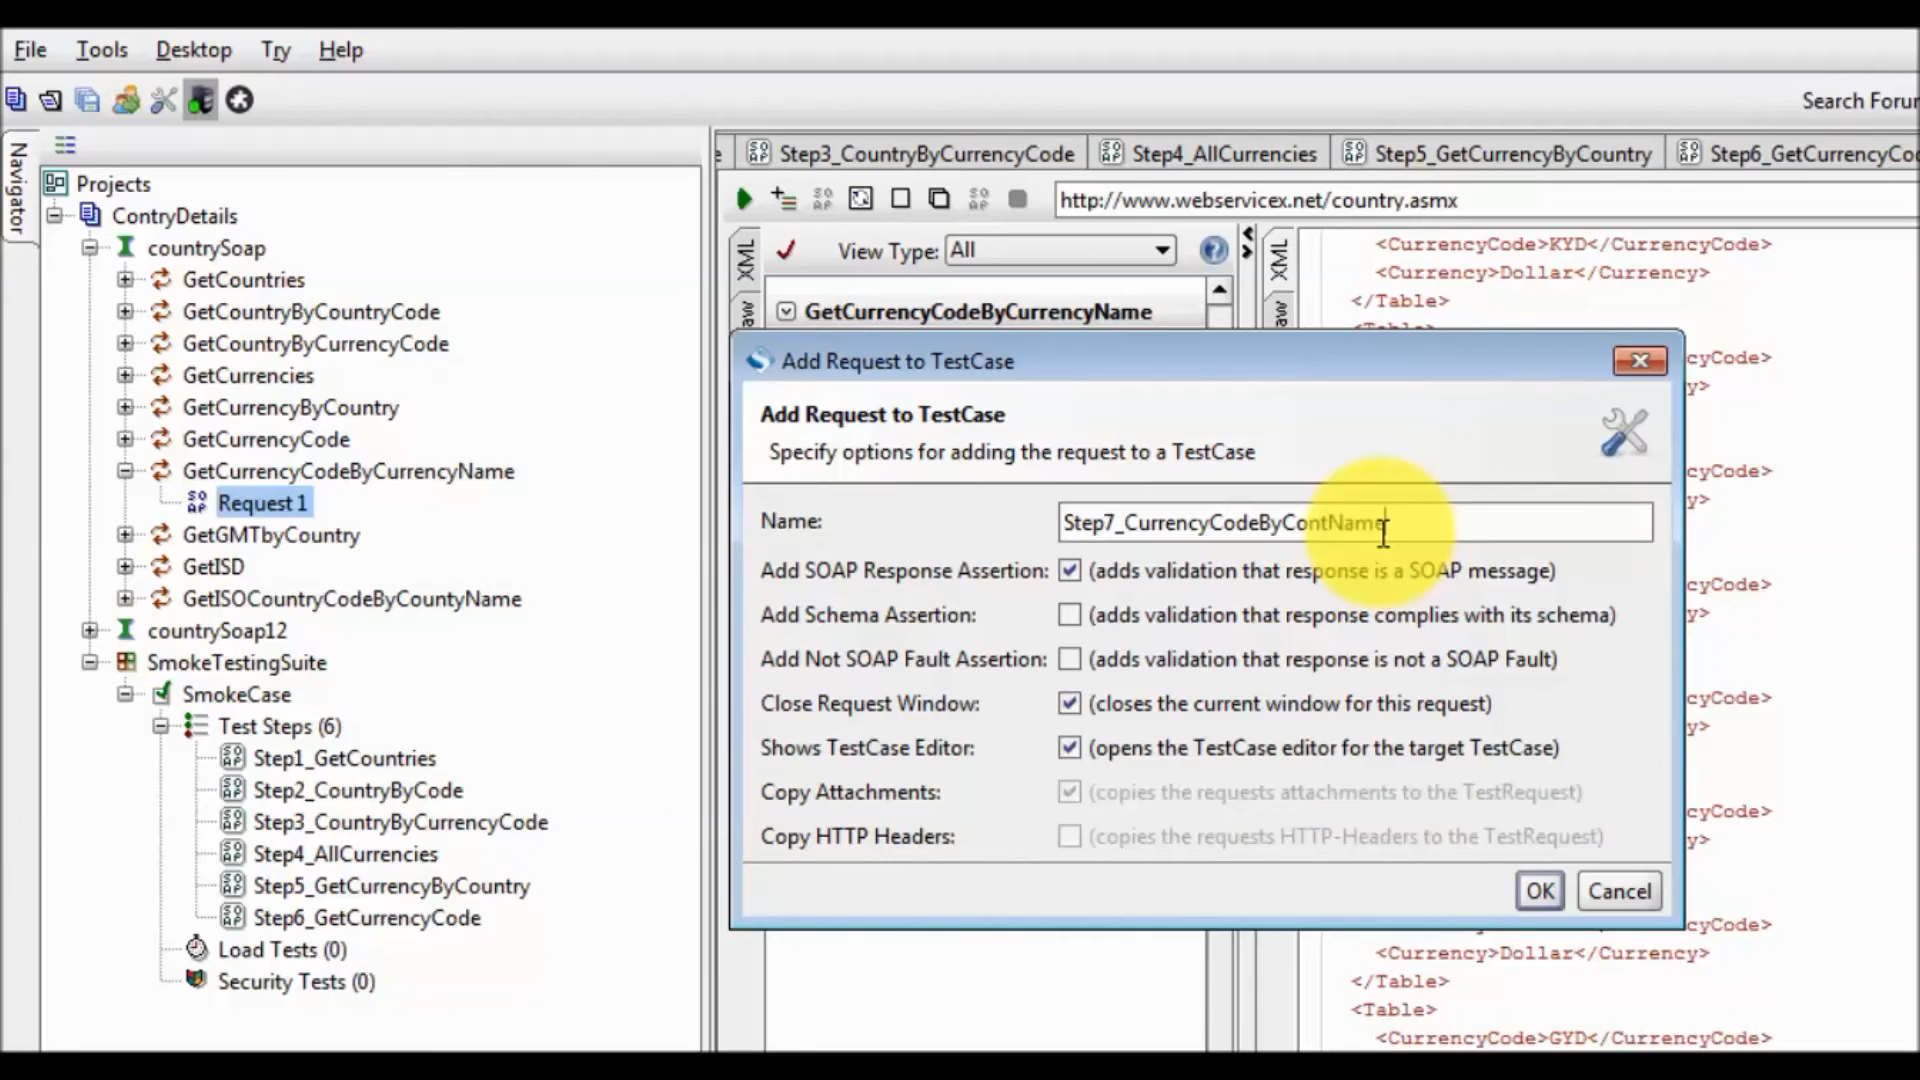 File Tools Desktop Try Help
Search Forum
Navigator
Projects
ContryDetails
countrySoap
GetCountries
GetCountryByCountryCode
GetCountryByCurrencyCode
GetCurrencies
GetCurrencyByCountry
GetCurrencyCode
GetCurrencyCodeByCurrencyName
Request 1
GetGMTbyCountry
GetISD
GetISOCountryCodeByCountyName
countrySoap12
SmokeTestingSuite
SmokeCase
Test Steps (6)
Step1_GetCountries
Step2_CountryByCode
Step3_CountryByCurrencyCode
Step4_AllCurrencies
Step5_GetCurrencyByCountry
Step6_GetCurrencyCode
Load Tests (0)
Security Tests (0)
Step3_CountryByCurrencyCode Step4_AllCurrencies Step5_GetCurrencyByCountry Step6_GetCurrencyCo
http://www.webservicex.net/country.asmx
XML
View Type: All
XML
GetCurrencyCodeByCurrencyName
<CurrencyCode>KYD</CurrencyCode>
<Currency>Dollar</Currency>
</Table>
Add Request to TestCase
Add Request to TestCase
Specify options for adding the request to a TestCase
Name: Step7_CurrencyCodeByContName
Add SOAP Response Assertion: (adds validation that response is a SOAP message)
Add Schema Assertion: (adds validation that response complies with its schema)
Add Not SOAP Fault Assertion: (adds validation that response is not a SOAP Fault)
Close Request Window: (closes the current window for this request)
Shows TestCase Editor: (opens the TestCase editor for the target TestCase)
Copy Attachments: (copies the requests attachments to the TestRequest)
Copy HTTP Headers: (copies the requests HTTP-Headers to the TestRequest)
OK Cancel
cyCode>
y>
cyCode>
y>
cyCode>
y>
cyCode>
y>
cyCode>
y>
cyCode>
<Currency>Dollar</Currency>
</Table>
<Table>
<CurrencyCode>GYD</CurrencyCode>